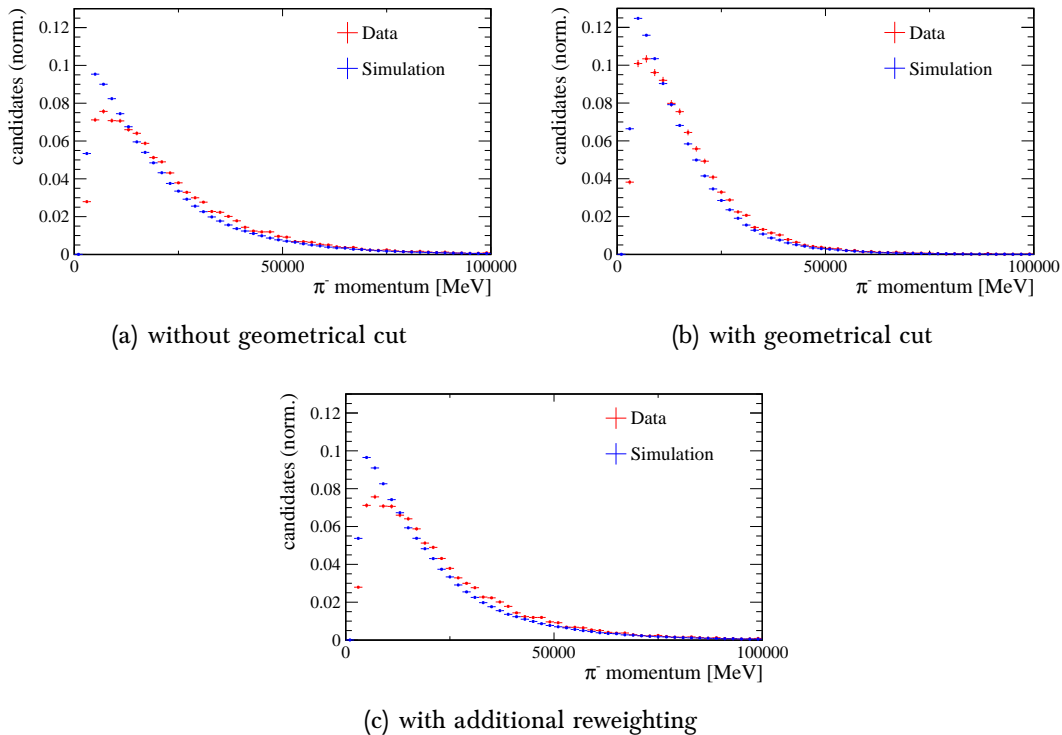 candidates (norm.)
0.12
0.1
0.08
0.06
0.04
0.02
0
Data
Simulation
0
50000
100000
π⁻ momentum [MeV]
(a) without geometrical cut
candidates (norm.)
0.12
0.1
0.08
0.06
0.04
0.02
0
Data
Simulation
0
50000
100000
π⁻ momentum [MeV]
(b) with geometrical cut
candidates (norm.)
0.12
0.1
0.08
0.06
0.04
0.02
0
Data
Simulation
0
50000
100000
π⁻ momentum [MeV]
(c) with additional reweighting